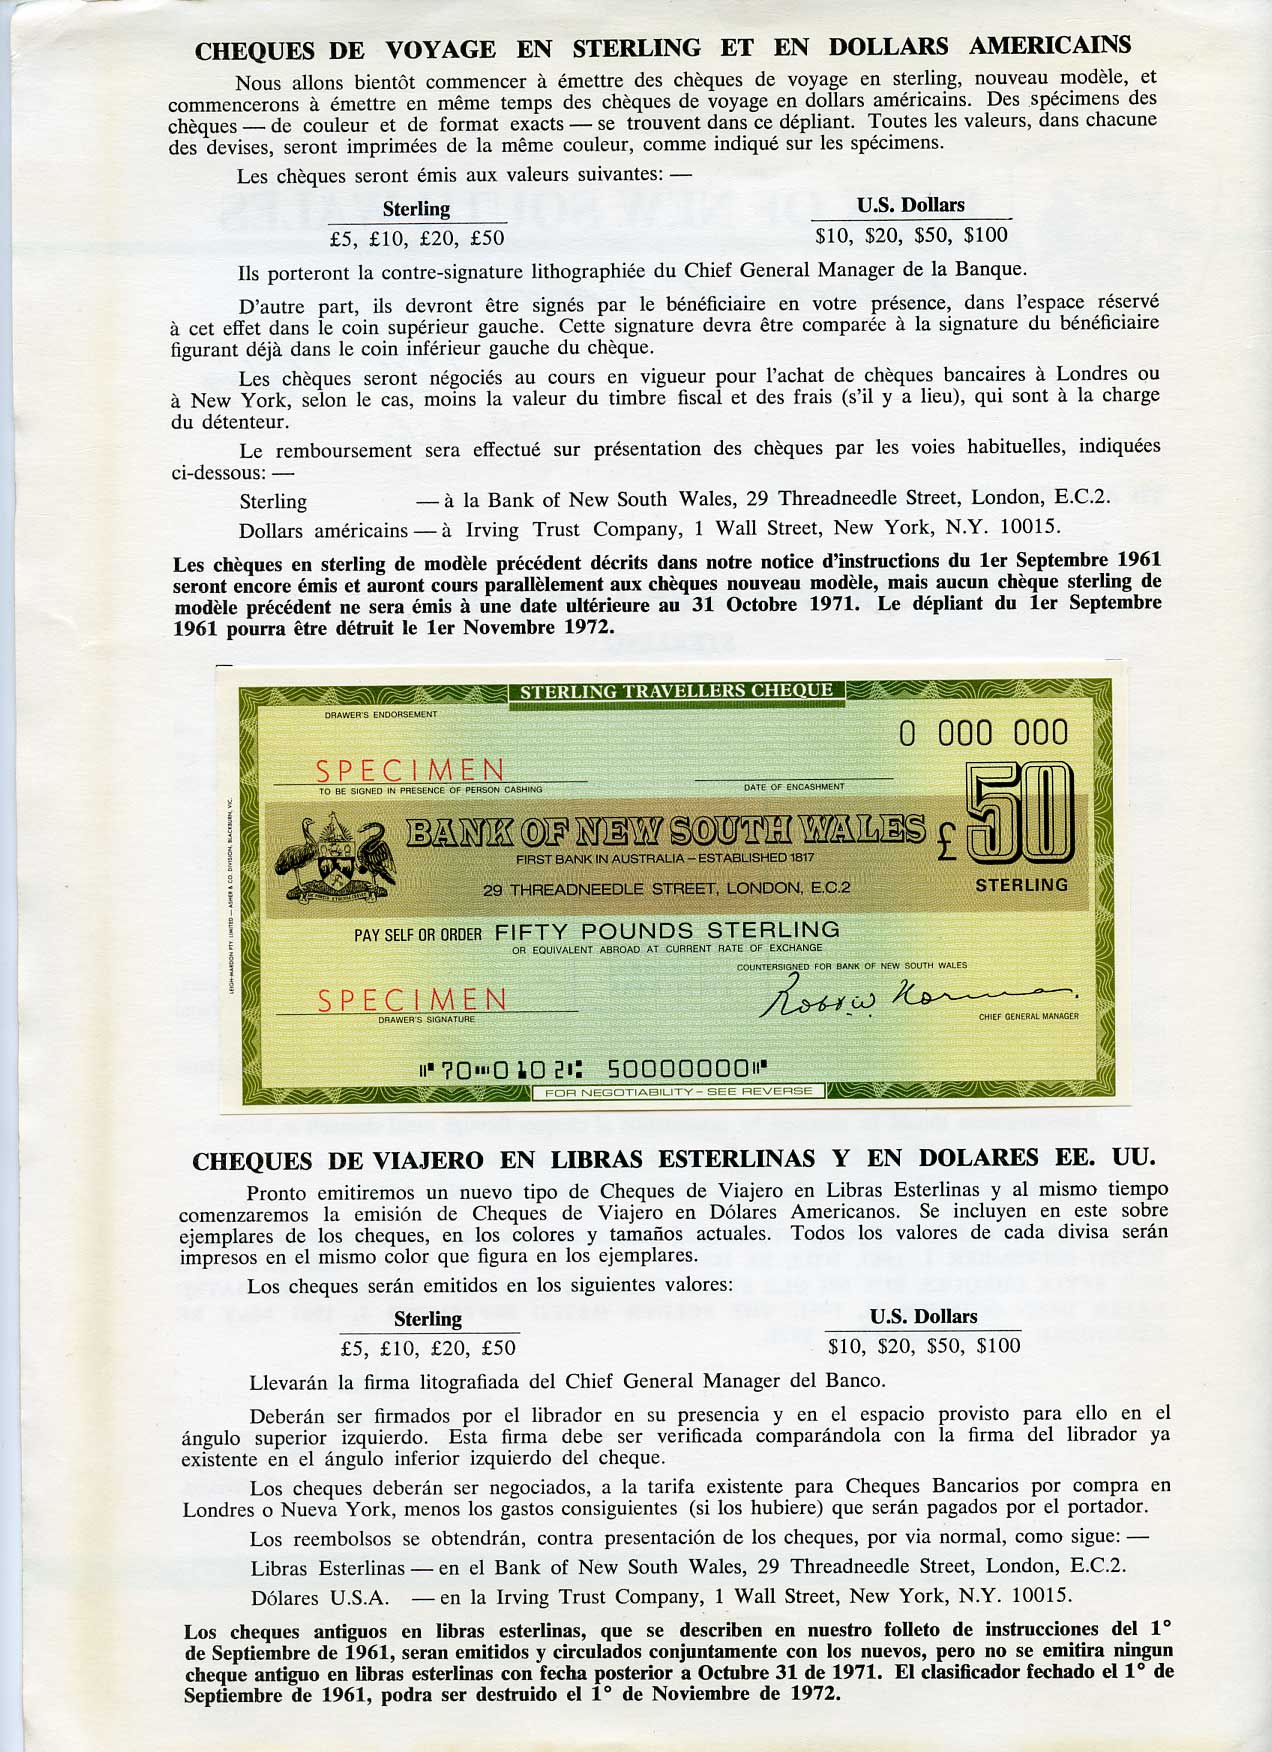 CHEQUES DE VOYAGE EN STERLING ET EN DOLLARS AMERICAINS
Nous allons bientôt commencer à émettre des chèques de voyage en sterling, nouveau modèle, et
commencerons à émettre en même temps des chèques de voyage en dollars américains. Des spécimens des
chèques — de couleur et de format exacts — se trouvent dans ce dépliant. Toutes les valeurs, dans chacune
des devises, seront imprimées de la même couleur, comme indiqué sur les spécimens.
Les chèques seront émis aux valeurs suivantes: —
Sterling U.S. Dollars
£5, £10, £20, £50 $10, $20, $50, $100
Ils porteront la contre-signature lithographiée du Chief General Manager de la Banque.
D'autre part, ils devront être signés par le bénéficiaire en votre présence, dans l'espace réservé
à cet effet dans le coin supérieur gauche. Cette signature devra être comparée à la signature du bénéficiaire
figurant déjà dans le coin inférieur gauche du chèque.
Les chèques seront négociés au cours en vigueur pour l'achat de chèques bancaires à Londres ou
à New York, selon le cas, moins la valeur du timbre fiscal et des frais (s'il y a lieu), qui sont à la charge
du détenteur.
Le remboursement sera effectué sur présentation des chèques par les voies habituelles, indiquées
ci-dessous: —
Sterling — à la Bank of New South Wales, 29 Threadneedle Street, London, E.C.2.
Dollars américains — à Irving Trust Company, 1 Wall Street, New York, N.Y. 10015.
Les chèques en sterling de modèle précédent décrits dans notre notice d'instructions du 1er Septembre 1961
seront encore émis et auront cours parallèlement aux chèques nouveau modèle, mais aucun chèque sterling de
modèle précédent ne sera émis à une date ultérieure au 31 Octobre 1971. Le dépliant du 1er Septembre
1961 pourra être détruit le 1er Novembre 1972.
STERLING TRAVELLERS CHEQUE
DRAWER'S ENDORSEMENT
0 000 000
SPECIMEN
TO BE SIGNED IN PRESENCE OF PERSON CASHING
DATE OF ENCASHMENT
BANK OF NEW SOUTH WALES £50
FIRST BANK IN AUSTRALIA – ESTABLISHED 1817
29 THREADNEEDLE STREET, LONDON, E.C.2
STERLING
LEIGH-MARDON PTY. LIMITED — ASHER & CO. DIVISION, BLACKBURN, VIC.
PAY SELF OR ORDER FIFTY POUNDS STERLING
OR EQUIVALENT ABROAD AT CURRENT RATE OF EXCHANGE
COUNTERSIGNED FOR BANK OF NEW SOUTH WALES
SPECIMEN
DRAWER'S SIGNATURE
CHIEF GENERAL MANAGER
⑈70⑉0102⑆ 50000000⑈
FOR NEGOTIABILITY – SEE REVERSE
CHEQUES DE VIAJERO EN LIBRAS ESTERLINAS Y EN DOLARES EE. UU.
Pronto emitiremos un nuevo tipo de Cheques de Viajero en Libras Esterlinas y al mismo tiempo
comenzaremos la emisión de Cheques de Viajero en Dólares Americanos. Se incluyen en este sobre
ejemplares de los cheques, en los colores y tamaños actuales. Todos los valores de cada divisa serán
impresos en el mismo color que figura en los ejemplares.
Los cheques serán emitidos en los siguientes valores:
Sterling U.S. Dollars
£5, £10, £20, £50 $10, $20, $50, $100
Llevarán la firma litografiada del Chief General Manager del Banco.
Deberán ser firmados por el librador en su presencia y en el espacio provisto para ello en el
ángulo superior izquierdo. Esta firma debe ser verificada comparándola con la firma del librador ya
existente en el ángulo inferior izquierdo del cheque.
Los cheques deberán ser negociados, a la tarifa existente para Cheques Bancarios por compra en
Londres o Nueva York, menos los gastos consiguientes (si los hubiere) que serán pagados por el portador.
Los reembolsos se obtendrán, contra presentación de los cheques, por via normal, como sigue: —
Libras Esterlinas — en el Bank of New South Wales, 29 Threadneedle Street, London, E.C.2.
Dólares U.S.A. — en la Irving Trust Company, 1 Wall Street, New York, N.Y. 10015.
Los cheques antiguos en libras esterlinas, que se describen en nuestro folleto de instrucciones del 1°
de Septiembre de 1961, seran emitidos y circulados conjuntamente con los nuevos, pero no se emitira ningun
cheque antiguo en libras esterlinas con fecha posterior a Octubre 31 de 1971. El clasificador fechado el 1° de
Septiembre de 1961, podra ser destruido el 1° de Noviembre de 1972.